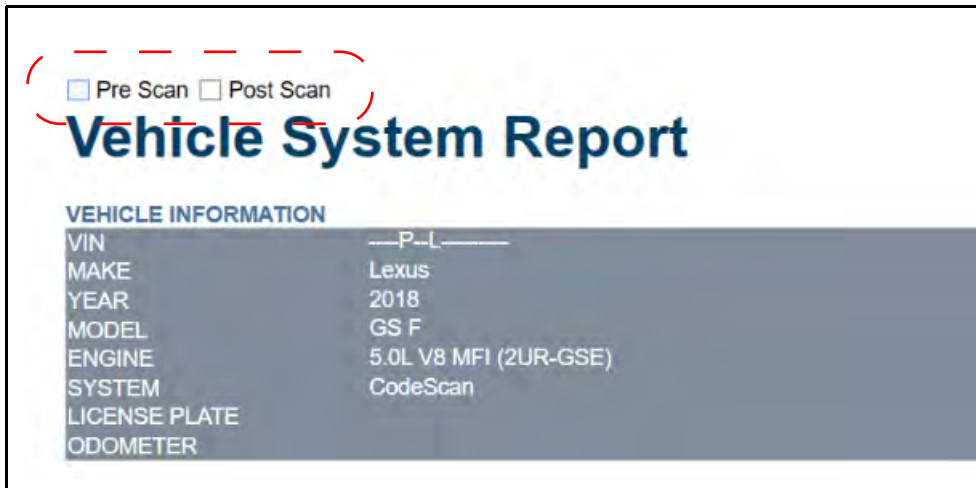 Pre Scan Post Scan
Vehicle System Report
VEHICLE INFORMATION
VIN ----P--L---------
MAKE Lexus
YEAR 2018
MODEL GS F
ENGINE 5.0L V8 MFI (2UR-GSE)
SYSTEM CodeScan
LICENSE PLATE
ODOMETER